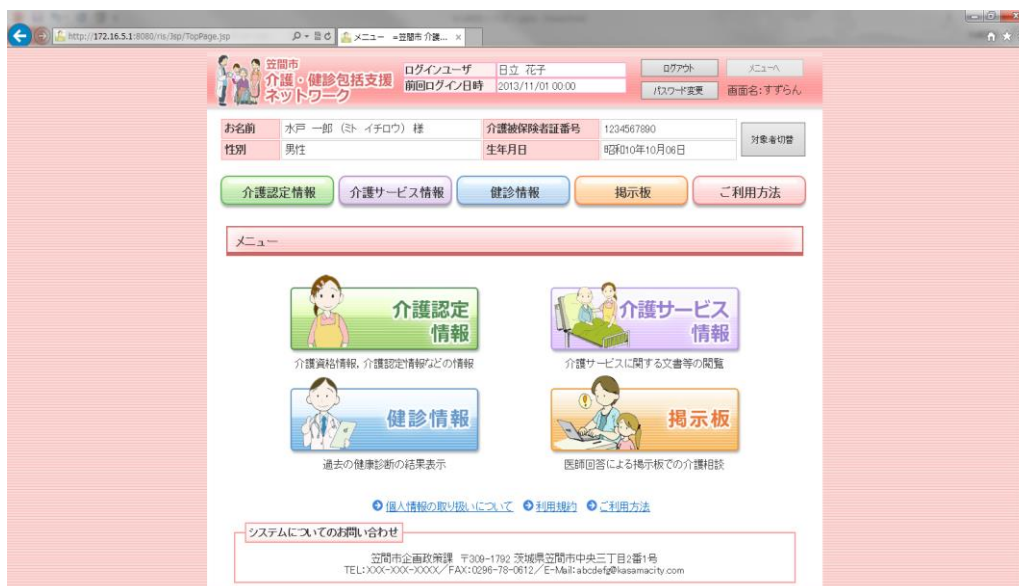 http://172.16.5.1:8080/ris/Jsp/TopPage.jsp
メニュー =笠間市 介護... ×
笠間市
介護・健診包括支援
ネットワーク
ログインユーザ 日立 花子
前回ログイン日時 2013/11/01 00:00
ログアウト メニューへ
パスワード変更 画面名:すずらん
お名前 水戸 一郎 (ミト イチロウ) 様 介護被保険者証番号 1234567890
性別 男性 生年月日 昭和10年10月06日
対象者切替
介護認定情報 介護サービス情報 健診情報 掲示板 ご利用方法
メニュー
介護認定
情報
介護資格情報, 介護認定情報などの情報
介護サービス
情報
介護サービスに関する文書等の閲覧
健診情報
過去の健康診断の結果表示
掲示板
医師回答による掲示板での介護相談
個人情報の取り扱いについて 利用規約 ご利用方法
システムについてのお問い合わせ
笠間市企画政策課 〒309-1792 茨城県笠間市中央三丁目2番1号
TEL:XXX-XXX-XXXX/FAX:0296-78-0612/E-Mail:abcdefg@kasamacity.com